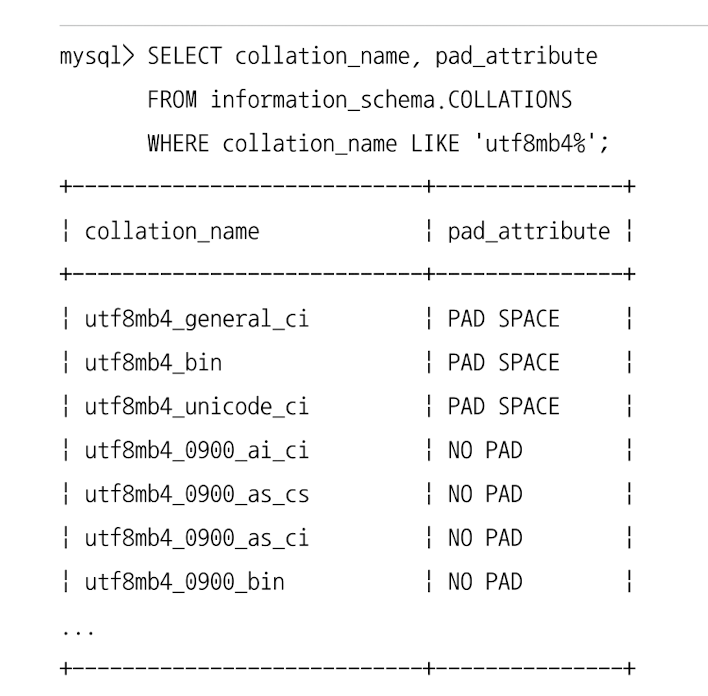 mysql> SELECT collation_name, pad_attribute
       FROM information_schema.COLLATIONS
       WHERE collation_name LIKE 'utf8mb4%';
+----------------------------+---------------+
¦ collation_name             ¦ pad_attribute ¦
+----------------------------+---------------+
¦ utf8mb4_general_ci         ¦ PAD SPACE     ¦
¦ utf8mb4_bin                ¦ PAD SPACE     ¦
¦ utf8mb4_unicode_ci         ¦ PAD SPACE     ¦
¦ utf8mb4_0900_ai_ci         ¦ NO PAD        ¦
¦ utf8mb4_0900_as_cs         ¦ NO PAD        ¦
¦ utf8mb4_0900_as_ci         ¦ NO PAD        ¦
¦ utf8mb4_0900_bin           ¦ NO PAD        ¦
...
+----------------------------+---------------+